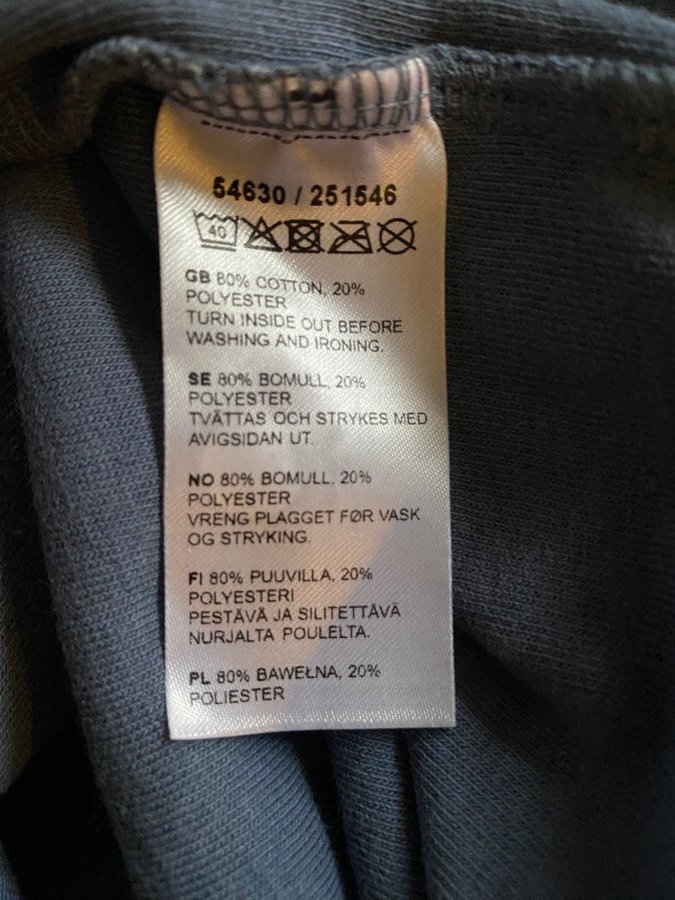 54630 / 251546
40
GB 80% COTTON, 20%
POLYESTER
TURN INSIDE OUT BEFORE
WASHING AND IRONING.
SE 80% BOMULL, 20%
POLYESTER
TVÄTTAS OCH STRYKES MED
AVIGSIDAN UT.
NO 80% BOMULL, 20%
POLYESTER
VRENG PLAGGET FØR VASK
OG STRYKING.
FI 80% PUUVILLA, 20%
POLYESTERI
PESTÄVÄ JA SILITETTÄVÄ
NURJALTA POULELTA.
PL 80% BAWEŁNA, 20%
POLIESTER